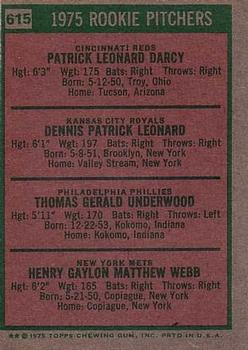 615 1975 ROOKIE PITCHERS
CINCINNATI REDS
PATRICK LEONARD DARCY
Hgt: 6'3" Wgt: 175 Bats: Right Throws: Right
Born: 5-12-50, Troy, Ohio
Home: Tucson, Arizona
KANSAS CITY ROYALS
DENNIS PATRICK LEONARD
Hgt: 6'1" Wgt: 197 Bats: Right Throws: Right
Born: 5-8-51, Brooklyn, New York
Home: Valley Stream, New York
PHILADELPHIA PHILLIES
THOMAS GERALD UNDERWOOD
Hgt: 5'11" Wgt: 170 Bats: Right Throws: Left
Born: 12-22-53, Kokomo, Indiana
Home: Kokomo, Indiana
NEW YORK METS
HENRY GAYLON MATTHEW WEBB
Hgt: 6'2" Wgt: 165 Bats: Right Throws: Right
Born: 5-21-50, Copiague, New York
Home: Copiague, New York
★★ © 1975 TOPPS CHEWING GUM, INC. PRTD IN U.S.A.